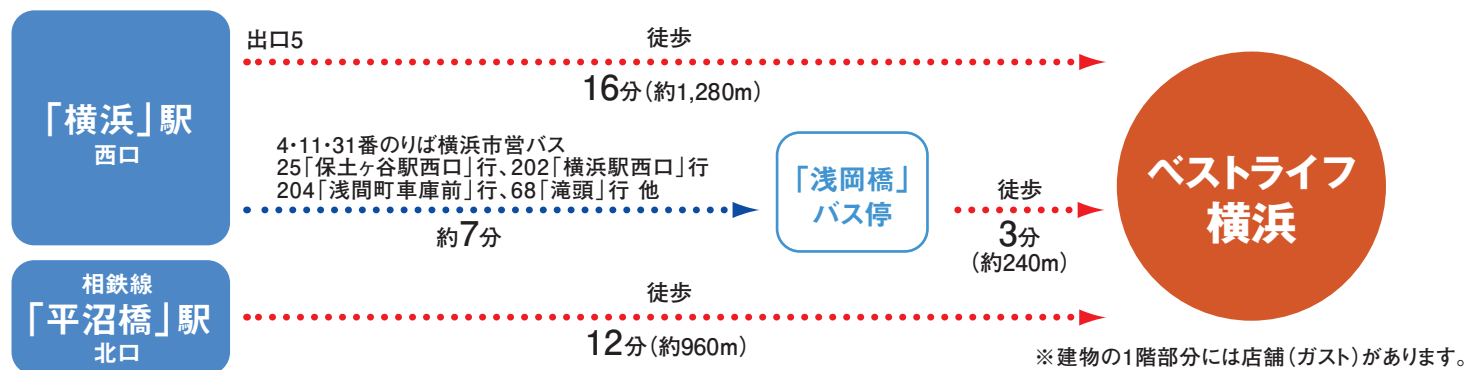 「横浜」駅
西口
出口5
徒歩
16分(約1,280m)
4・11・31番のりば横浜市営バス
25「保土ヶ谷駅西口」行、202「横浜駅西口」行
204「浅間町車庫前」行、68「滝頭」行 他
約7分
「浅岡橋」
バス停
徒歩
3分
(約240m)
相鉄線
「平沼橋」駅
北口
徒歩
12分(約960m)
ベストライフ
横浜
※建物の1階部分には店舗(ガスト)があります。